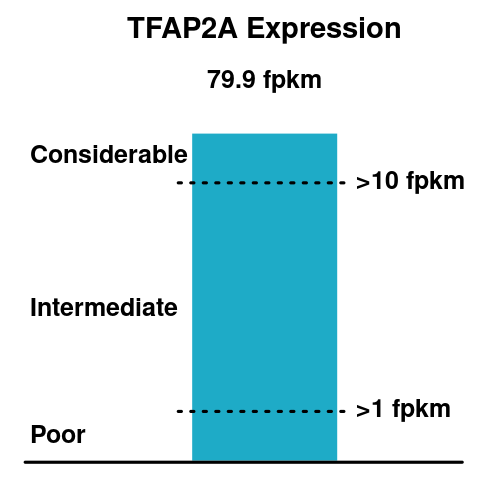 TFAP2A Expression
79.9 fpkm
Considerable
>10 fpkm
Intermediate
>1 fpkm
Poor